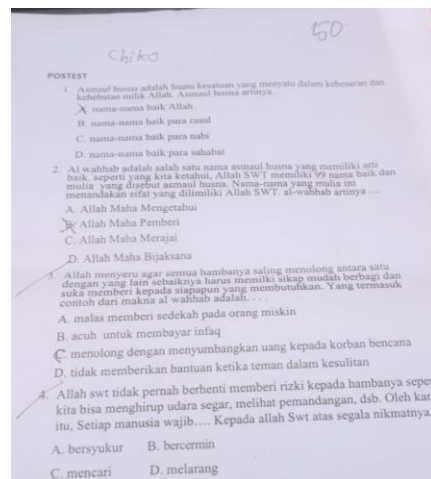 50
Chiko
POSTEST
1. Asmaul husna adalah Suatu kesatuan yang menyatu dalam kebesaran dan
kehebatan milik Allah. Asmaul husna artinya...
A. nama-nama baik Allah
B. nama-nama baik para rasul
C. nama-nama baik para nabi
D. nama-nama baik para sahabat
2. Al wahhab adalah salah satu nama asmaul husna yang memiliki arti
baik. seperti yang kita ketahui, Allah SWT memiliki 99 nama baik dan
mulia yang disebut asmaul husna. Nama-nama yang mulia ini
menandakan sifat yang dilimiliki Allah SWT. al-wahhab artinya ....
A. Allah Maha Mengetahui
B. Allah Maha Pemberi
C. Allah Maha Merajai
D. Allah Maha Bijaksana
3. Allah menyeru agar semua hambanya saling menolong antara satu
dengan yang lain sebaiknya harus memilki sikap mudah berbagi dan
suka memberi kepada siapapun yang membutuhkan. Yang termasuk
contoh dari makna al wahhab adalah. . . .
A. malas memberi sedekah pada orang miskin
B. acuh untuk membayar infaq
C. menolong dengan menyumbangkan uang kepada korban bencana
D. tidak memberikan bantuan ketika teman dalam kesulitan
4. Allah swt tidak pernah berhenti memberi rizki kepada hambanya seper
kita bisa menghirup udara segar, melihat pemandangan, dsb. Oleh kar
itu, Setiap manusia wajib.... Kepada allah Swt atas segala nikmatnya
A. bersyukur B. bercermin
C. mencari D. melarang